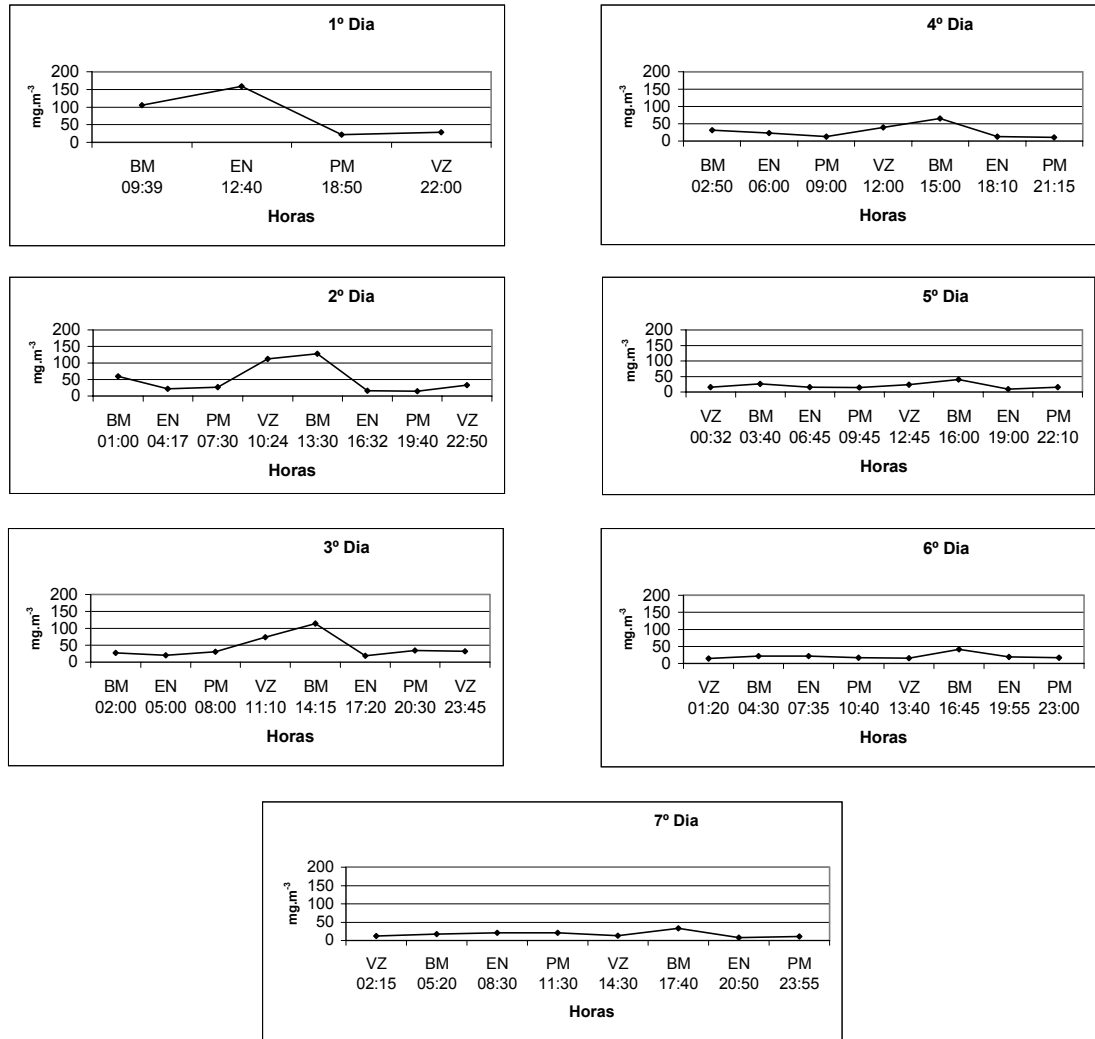 1º Dia
mg.m-3
200
150
100
50
0
BM EN PM VZ
09:39 12:40 18:50 22:00
Horas
4º Dia
mg.m-3
200
150
100
50
0
BM EN PM VZ BM EN PM
02:50 06:00 09:00 12:00 15:00 18:10 21:15
Horas
2º Dia
mg.m-3
200
150
100
50
0
BM EN PM VZ BM EN PM VZ
01:00 04:17 07:30 10:24 13:30 16:32 19:40 22:50
Horas
5º Dia
mg.m-3
200
150
100
50
0
VZ BM EN PM VZ BM EN PM
00:32 03:40 06:45 09:45 12:45 16:00 19:00 22:10
Horas
3º Dia
mg.m-3
200
150
100
50
0
BM EN PM VZ BM EN PM VZ
02:00 05:00 08:00 11:10 14:15 17:20 20:30 23:45
Horas
6º Dia
mg.m-3
200
150
100
50
0
VZ BM EN PM VZ BM EN PM
01:20 04:30 07:35 10:40 13:40 16:45 19:55 23:00
Horas
7º Dia
mg.m-3
200
150
100
50
0
VZ BM EN PM VZ BM EN PM
02:15 05:20 08:30 11:30 14:30 17:40 20:50 23:55
Horas